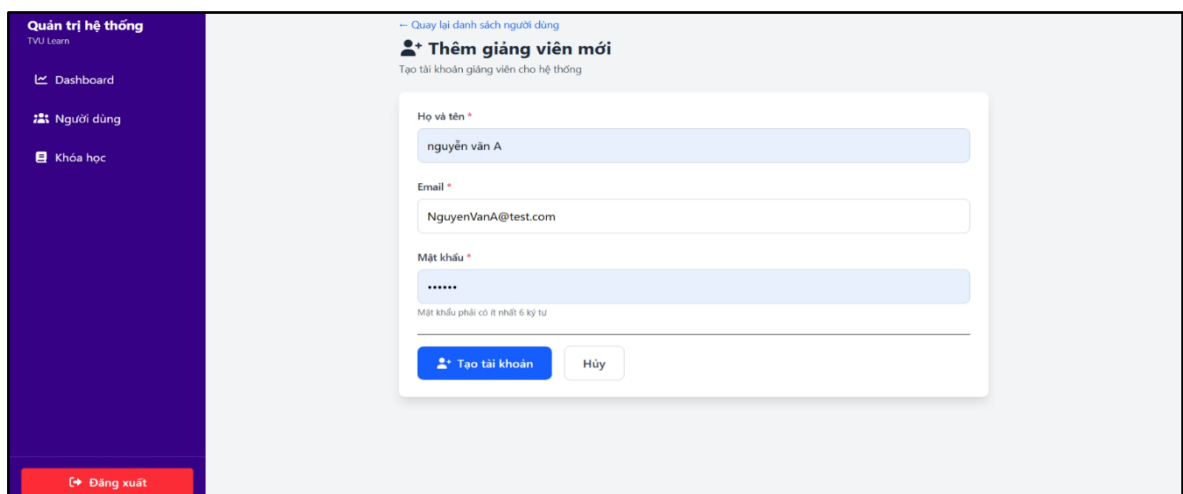 Quản trị hệ thống
TVU Learn
Dashboard
Người dùng
Khóa học
Đăng xuất
← Quay lại danh sách người dùng
Thêm giảng viên mới
Tạo tài khoản giảng viên cho hệ thống
Họ và tên *
nguyễn văn A
Email *
NguyenVanA@test.com
Mật khẩu *
••••••
Mật khẩu phải có ít nhất 6 ký tự
Tạo tài khoản
Hủy